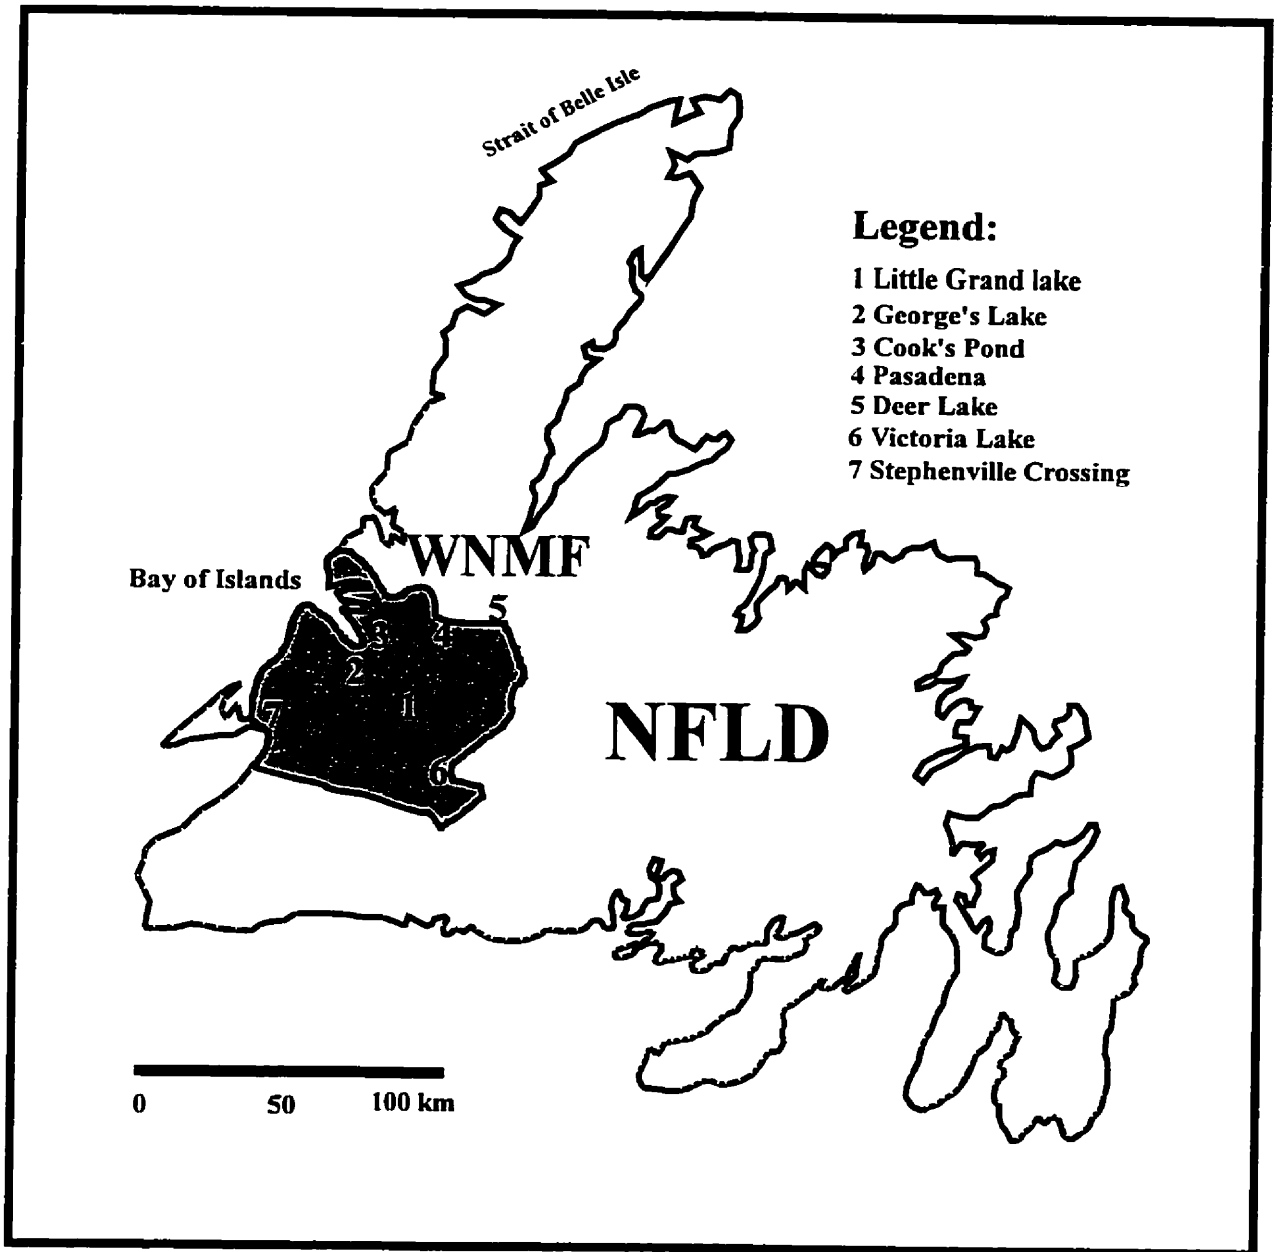 Strait of Belle Isle
Legend:
1 Little Grand lake
2 George's Lake
3 Cook's Pond
4 Pasadena
5 Deer Lake
6 Victoria Lake
7 Stephenville Crossing
WNMF
Bay of Islands
5
3
4
2
1
7
NFLD
6
0 50 100 km